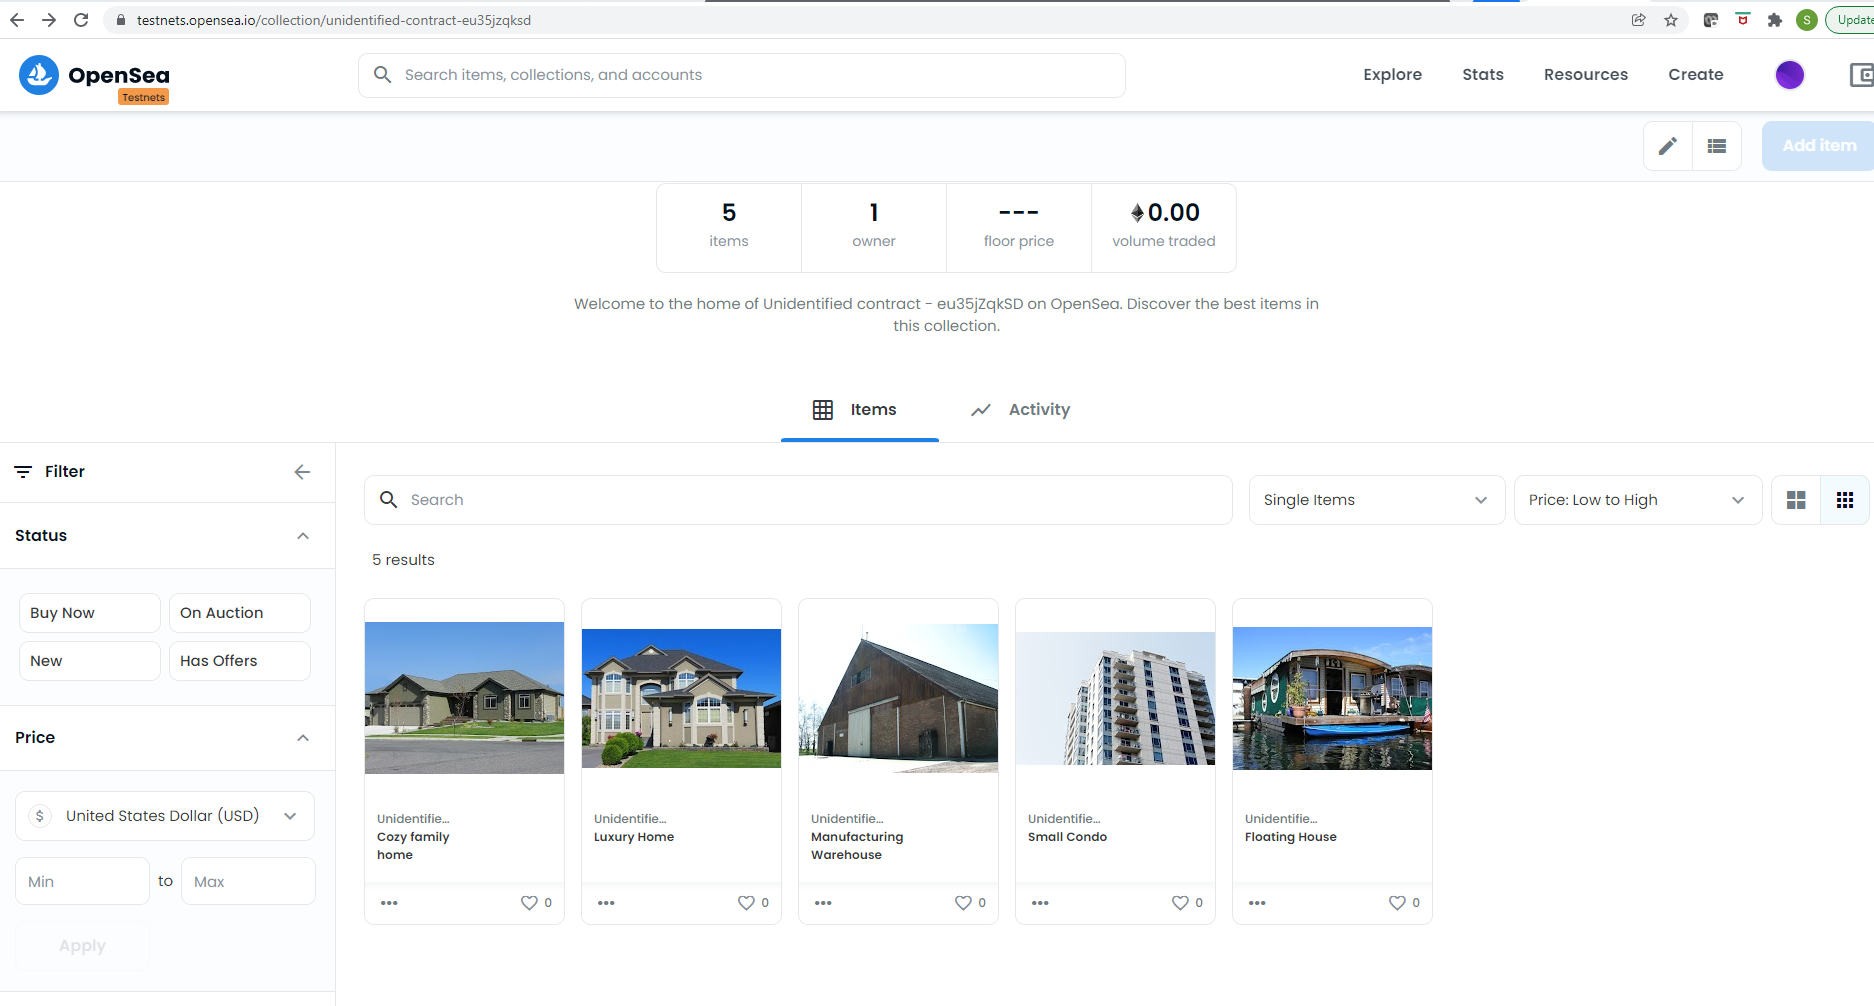 testnets.opensea.io/collection/unidentified-contract-eu35jzqksd
S
Update
OpenSea
Testnets
Search items, collections, and accounts
Explore
Stats
Resources
Create
Add item
5
items
1
owner
---
floor price
0.00
volume traded
Welcome to the home of Unidentified contract - eu35jZqkSD on OpenSea. Discover the best items in
this collection.
Items
Activity
Filter
Search
Single Items
Price: Low to High
Status
5 results
Buy Now
On Auction
New
Has Offers
Price
$ United States Dollar (USD)
Min
to
Max
Apply
Unidentifie...
Cozy family
home
0
Unidentifie...
Luxury Home
0
Unidentifie...
Manufacturing
Warehouse
0
Unidentifie...
Small Condo
0
Unidentifie...
Floating House
0